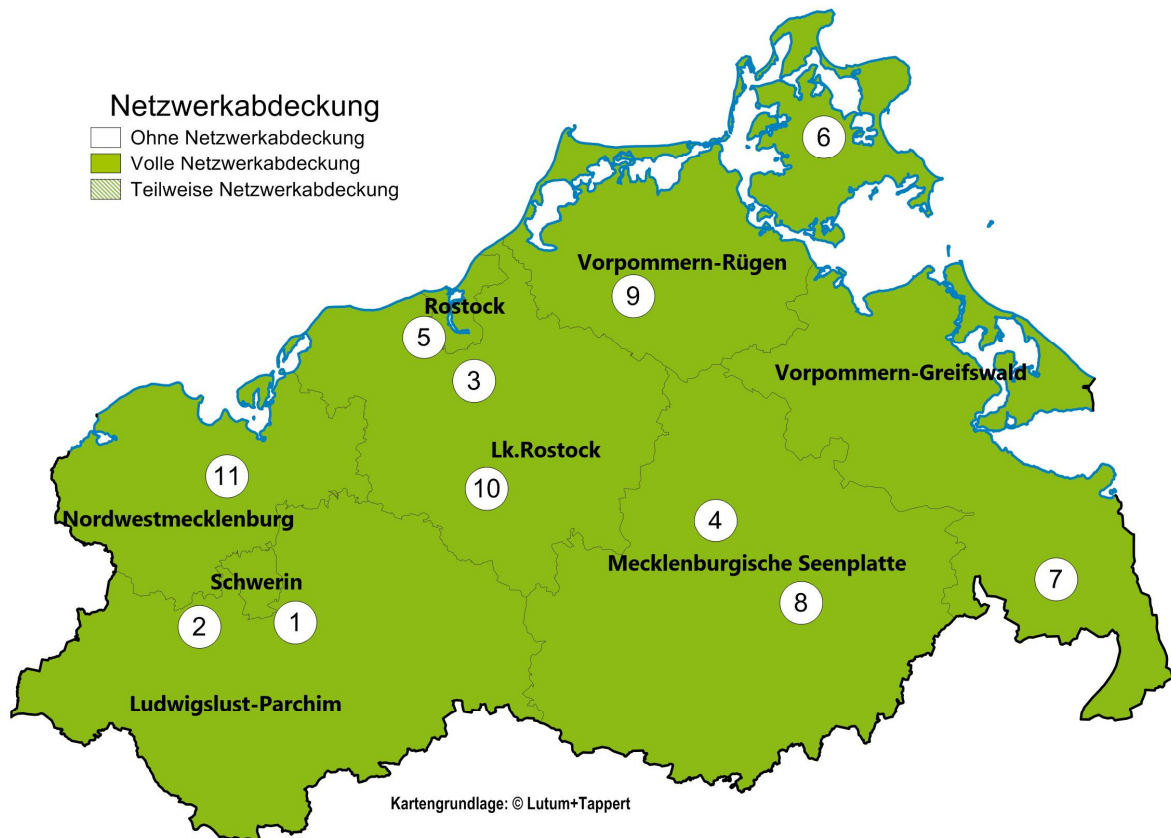 Netzwerkabdeckung
Ohne Netzwerkabdeckung
Volle Netzwerkabdeckung
Teilweise Netzwerkabdeckung
6
Vorpommern-Rügen
9
Rostock
5
3
Vorpommern-Greifswald
Lk.Rostock
11
10
Nordwestmecklenburg
4
Mecklenburgische Seenplatte
Schwerin
7
8
2
1
Ludwigslust-Parchim
Kartengrundlage: © Lutum+Tappert